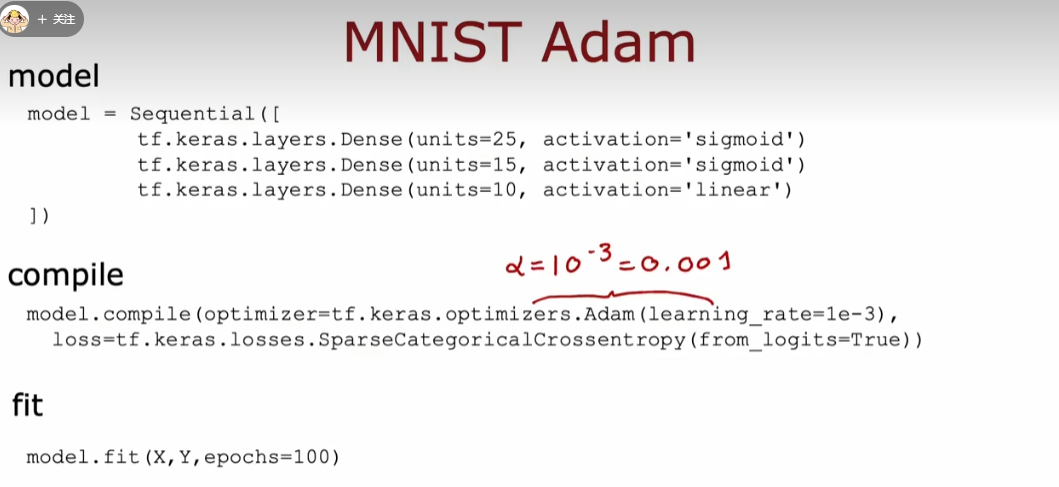 + 关注
MNIST Adam
model
model = Sequential([
tf.keras.layers.Dense(units=25, activation='sigmoid')
tf.keras.layers.Dense(units=15, activation='sigmoid')
tf.keras.layers.Dense(units=10, activation='linear')
])
α=10⁻³=0.001
compile
model.compile(optimizer=tf.keras.optimizers.Adam(learning_rate=1e-3),
loss=tf.keras.losses.SparseCategoricalCrossentropy(from_logits=True))
fit
model.fit(X,Y,epochs=100)